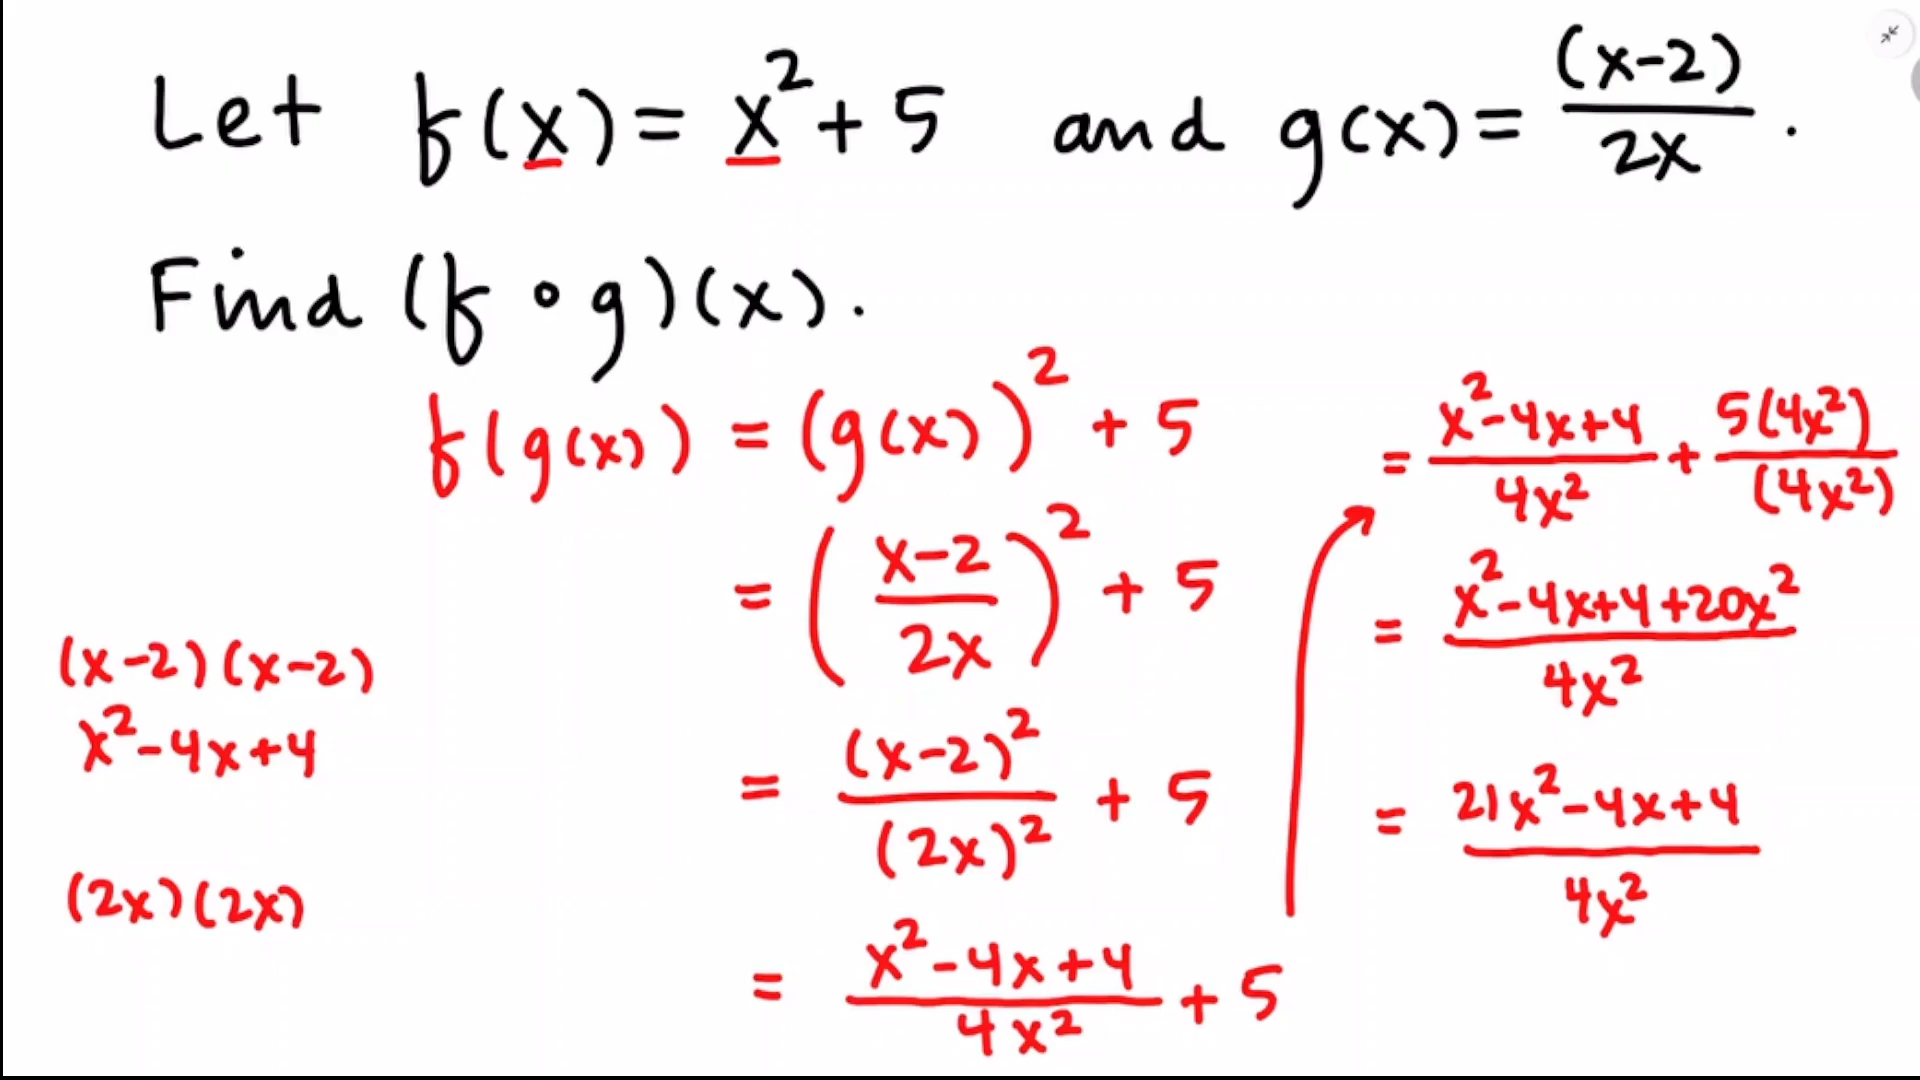 Let f(x) = x² + 5 and g(x) = (x-2)/2x .
Find (f ∘ g)(x).
f(g(x)) = (g(x))² + 5
= ((x-2)/2x)² + 5
= (x-2)²/(2x)² + 5
= (x²-4x+4)/4x² + 5
(x-2)(x-2)
x²-4x+4
(2x)(2x)
= (x²-4x+4)/4x² + 5(4x²)/(4x²)
= (x²-4x+4+20x²)/4x²
= (21x²-4x+4)/4x²